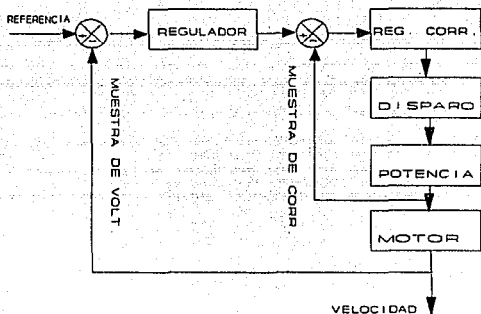 REFERENCIA
REGULADOR
REG. CORR.
DISPARO
POTENCIA
MOTOR
MUESTRA DE VOLT.
MUESTRA DE CORR.
VELOCIDAD